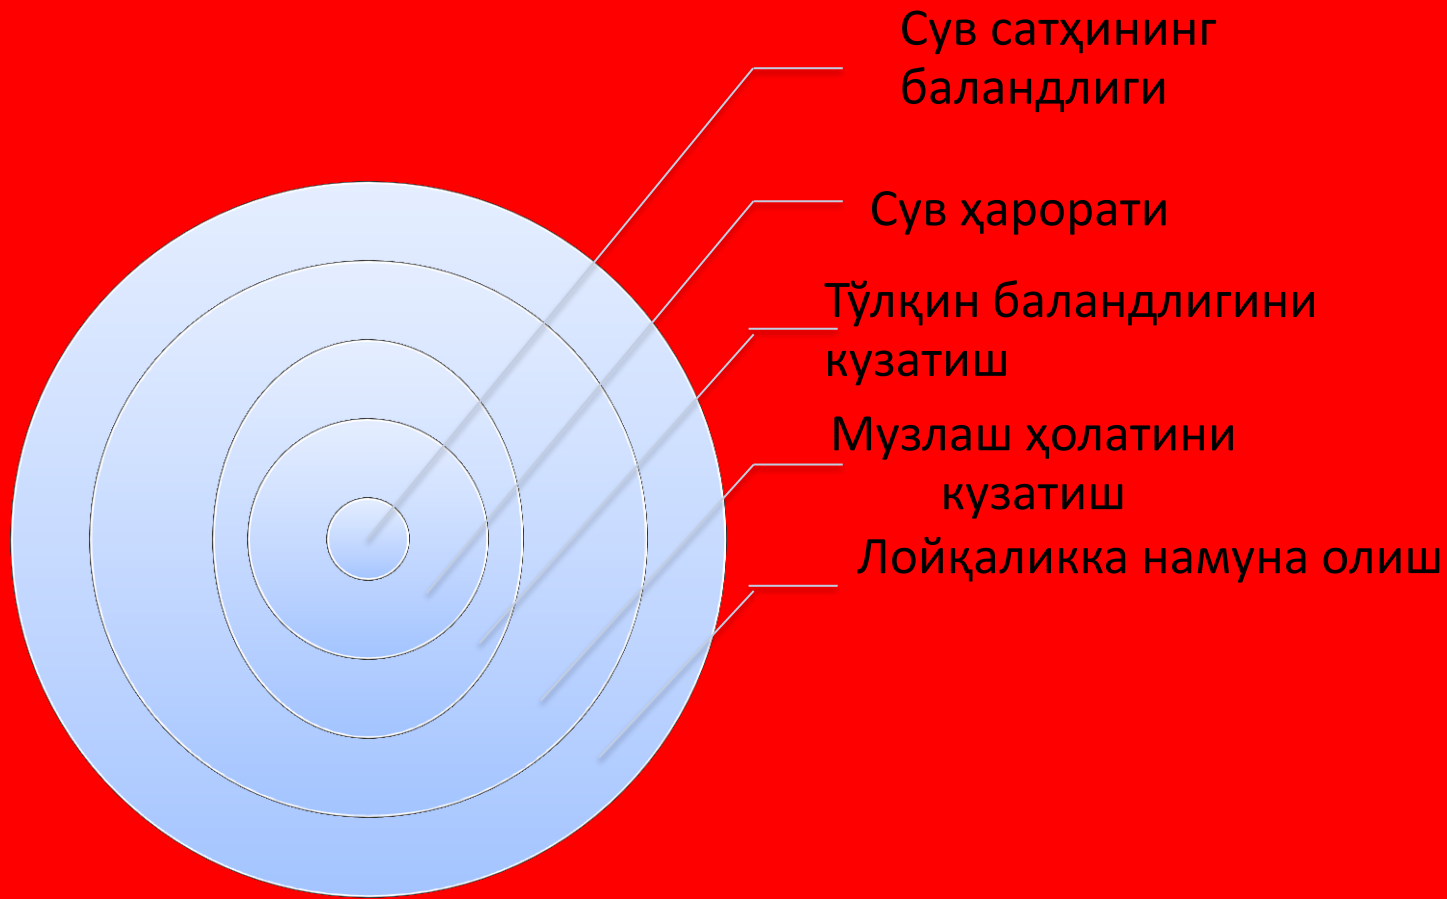 Сув сатҳининг
баландлиги
Сув ҳарорати
Тўлқин баландлигини
кузатиш
Музлаш ҳолатини
кузатиш
Лойқаликка намуна олиш